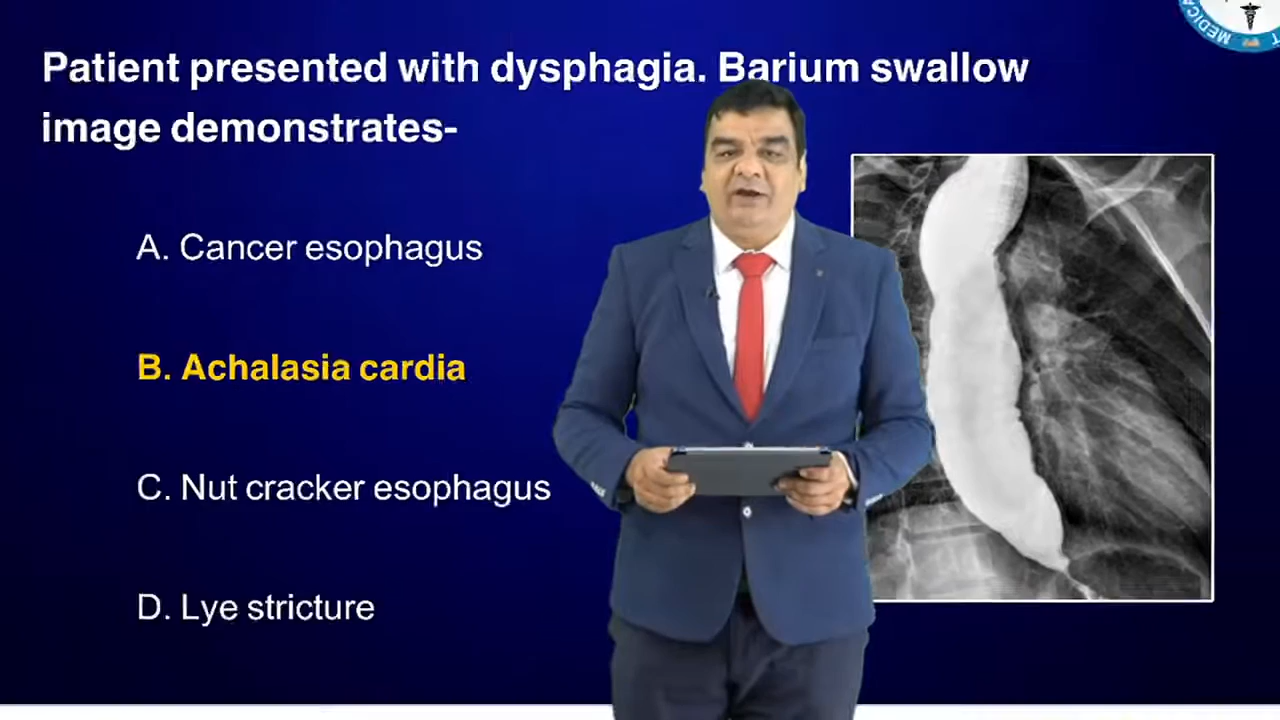 Patient presented with dysphagia. Barium swallow
image demonstrates-
A. Cancer esophagus
B. Achalasia cardia
C. Nut cracker esophagus
D. Lye stricture